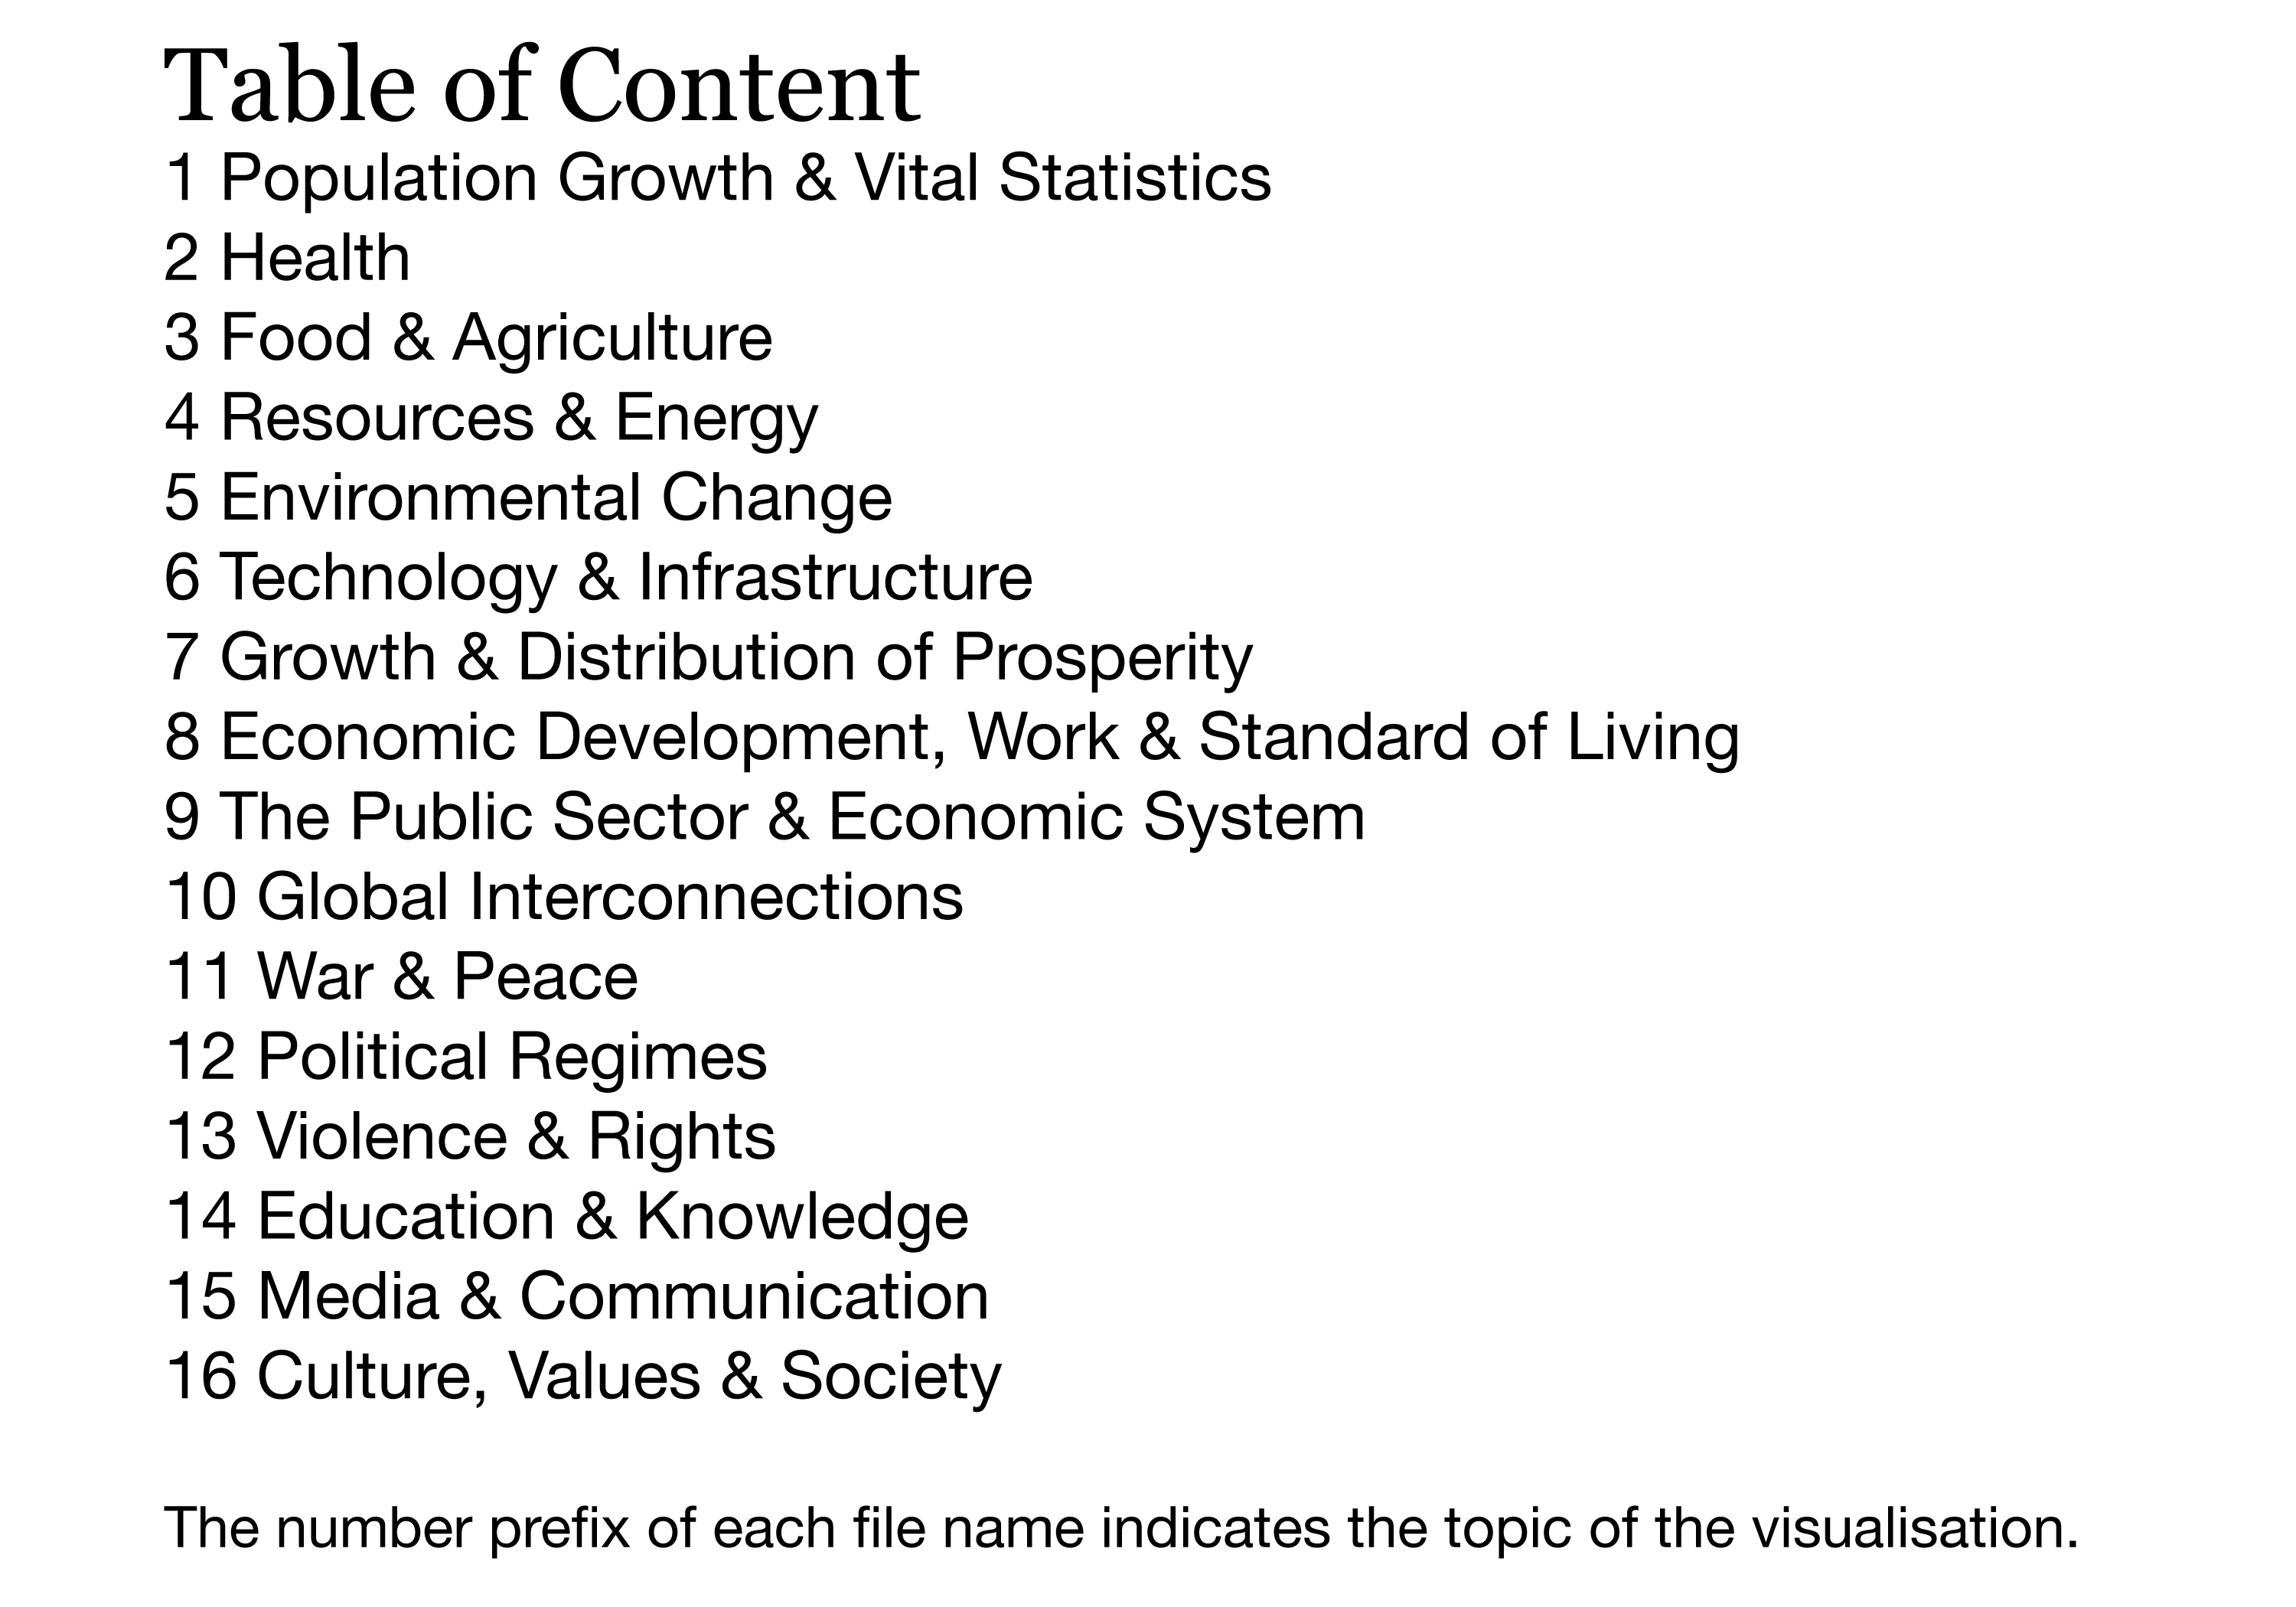 Table of Content
1 Population Growth & Vital Statistics
2 Health
3 Food & Agriculture
4 Resources & Energy
5 Environmental Change
6 Technology & Infrastructure
7 Growth & Distribution of Prosperity
8 Economic Development, Work & Standard of Living
9 The Public Sector & Economic System
10 Global Interconnections
11 War & Peace
12 Political Regimes
13 Violence & Rights
14 Education & Knowledge
15 Media & Communication
16 Culture, Values & Society
The number prefix of each file name indicates the topic of the visualisation.